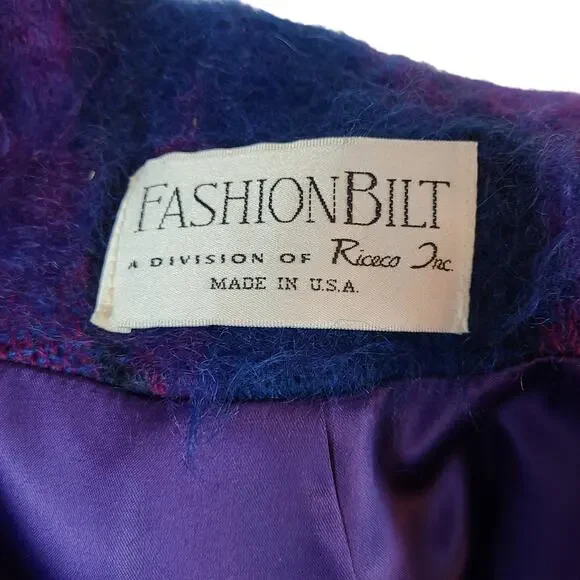 FASHIONBILT
A DIVISION OF Riceco Inc.
MADE IN U.S.A.